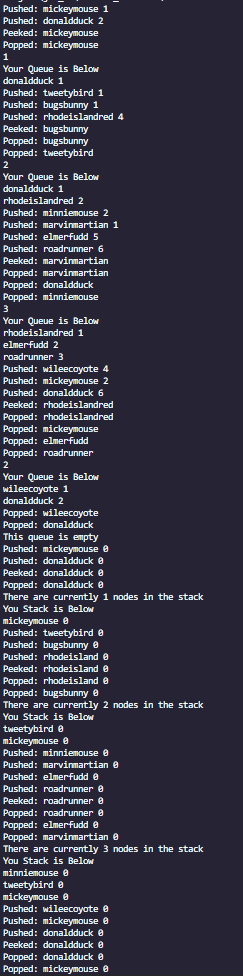 Pushed: mickeymouse 1
Pushed: donaldduck 2
Peeked: mickeymouse
Popped: mickeymouse
1
Your Queue is Below
donaldduck 1
Pushed: tweetybird 1
Pushed: bugsbunny 1
Pushed: rhodeislandred 4
Peeked: bugsbunny
Popped: bugsbunny
Popped: tweetybird
2
Your Queue is Below
donaldduck 1
rhodeislandred 2
Pushed: minniemouse 2
Pushed: marvinmartian 1
Pushed: elmerfudd 5
Pushed: roadrunner 6
Peeked: marvinmartian
Popped: marvinmartian
Popped: donaldduck
Popped: minniemouse
3
Your Queue is Below
rhodeislandred 1
elmerfudd 2
roadrunner 3
Pushed: wileecoyote 4
Pushed: mickeymouse 2
Pushed: donaldduck 6
Peeked: rhodeislandred
Popped: rhodeislandred
Popped: mickeymouse
Popped: elmerfudd
Popped: roadrunner
2
Your Queue is Below
wileecoyote 1
donaldduck 2
Popped: wileecoyote
Popped: donaldduck
This queue is empty
Pushed: mickeymouse 0
Pushed: donaldduck 0
Peeked: donaldduck 0
Popped: donaldduck 0
There are currently 1 nodes in the stack
You Stack is Below
mickeymouse 0
Pushed: tweetybird 0
Pushed: bugsbunny 0
Pushed: rhodeisland 0
Peeked: rhodeisland 0
Popped: rhodeisland 0
Popped: bugsbunny 0
There are currently 2 nodes in the stack
You Stack is Below
tweetybird 0
mickeymouse 0
Pushed: minniemouse 0
Pushed: marvinmartian 0
Pushed: elmerfudd 0
Pushed: roadrunner 0
Peeked: roadrunner 0
Popped: roadrunner 0
Popped: elmerfudd 0
Popped: marvinmartian 0
There are currently 3 nodes in the stack
You Stack is Below
minniemouse 0
tweetybird 0
mickeymouse 0
Pushed: wileecoyote 0
Pushed: mickeymouse 0
Pushed: donaldduck 0
Peeked: donaldduck 0
Popped: donaldduck 0
Popped: mickeymouse 0